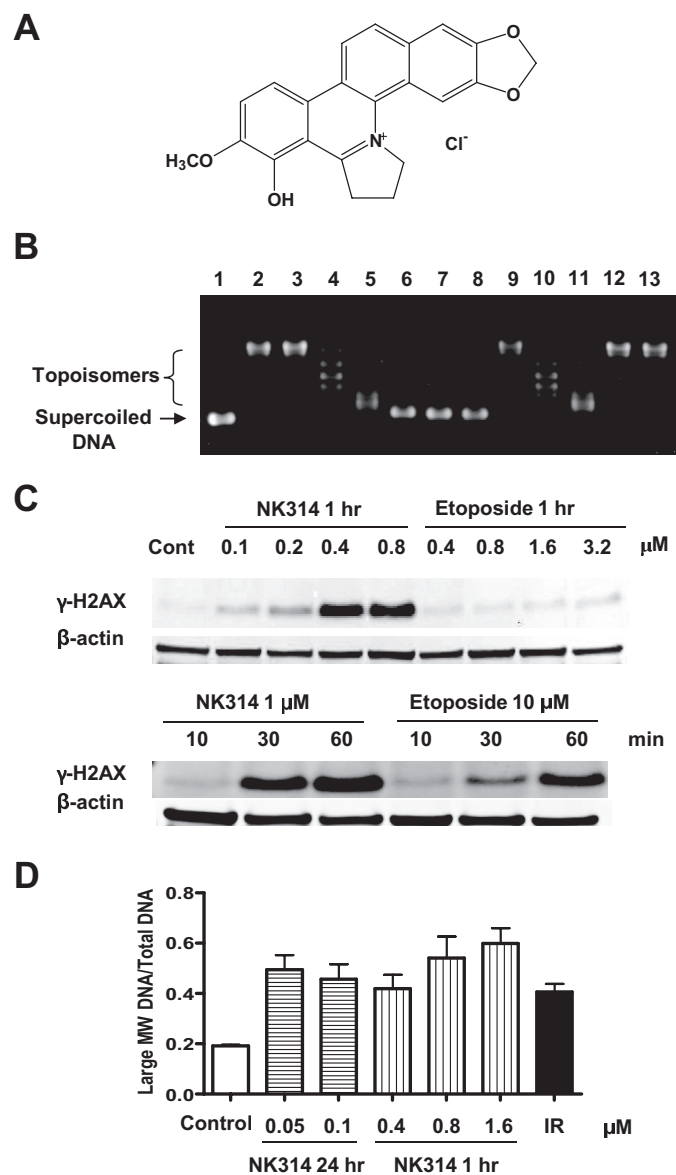 A
O
O
N+
Cl-
H3CO
OH
B
1 2 3 4 5 6 7 8 9 10 11 12 13
Topoisomers
Supercoiled
DNA
C
NK314 1 hr Etoposide 1 hr
Cont 0.1 0.2 0.4 0.8 0.4 0.8 1.6 3.2 μM
γ-H2AX
β-actin
NK314 1 μM Etoposide 10 μM
10 30 60 10 30 60 min
γ-H2AX
β-actin
D
Large MW DNA/Total DNA
0.8
0.6
0.4
0.2
0.0
Control 0.05 0.1 0.4 0.8 1.6 IR μM
NK314 24 hr NK314 1 hr